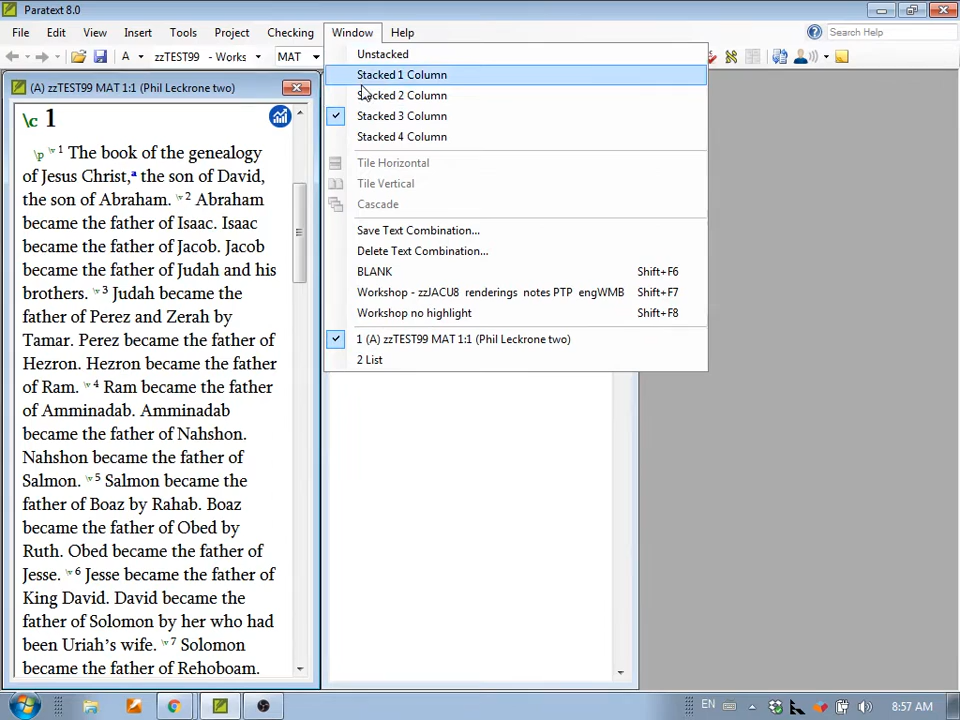 Paratext 8.0
File Edit View Insert Tools Project Checking Window Help
Search Help
A zzTEST99 - Works MAT
(A) zzTEST99 MAT 1:1 (Phil Leckrone two)
\c 1
\p \v 1 The book of the genealogy
of Jesus Christ,a the son of David,
the son of Abraham. \v 2 Abraham
became the father of Isaac. Isaac
became the father of Jacob. Jacob
became the father of Judah and his
brothers. \v 3 Judah became the
father of Perez and Zerah by
Tamar. Perez became the father of
Hezron. Hezron became the father
of Ram. \v 4 Ram became the father
of Amminadab. Amminadab
became the father of Nahshon.
Nahshon became the father of
Salmon. \v 5 Salmon became the
father of Boaz by Rahab. Boaz
became the father of Obed by
Ruth. Obed became the father of
Jesse. \v 6 Jesse became the father of
King David. David became the
father of Solomon by her who had
been Uriah's wife. \v 7 Solomon
became the father of Rehoboam.
Unstacked
Stacked 1 Column
Stacked 2 Column
Stacked 3 Column
Stacked 4 Column
Tile Horizontal
Tile Vertical
Cascade
Save Text Combination...
Delete Text Combination...
BLANK Shift+F6
Workshop - zzJACU8 renderings notes PTP engWMB Shift+F7
Workshop no highlight Shift+F8
1 (A) zzTEST99 MAT 1:1 (Phil Leckrone two)
2 List
EN 8:57 AM